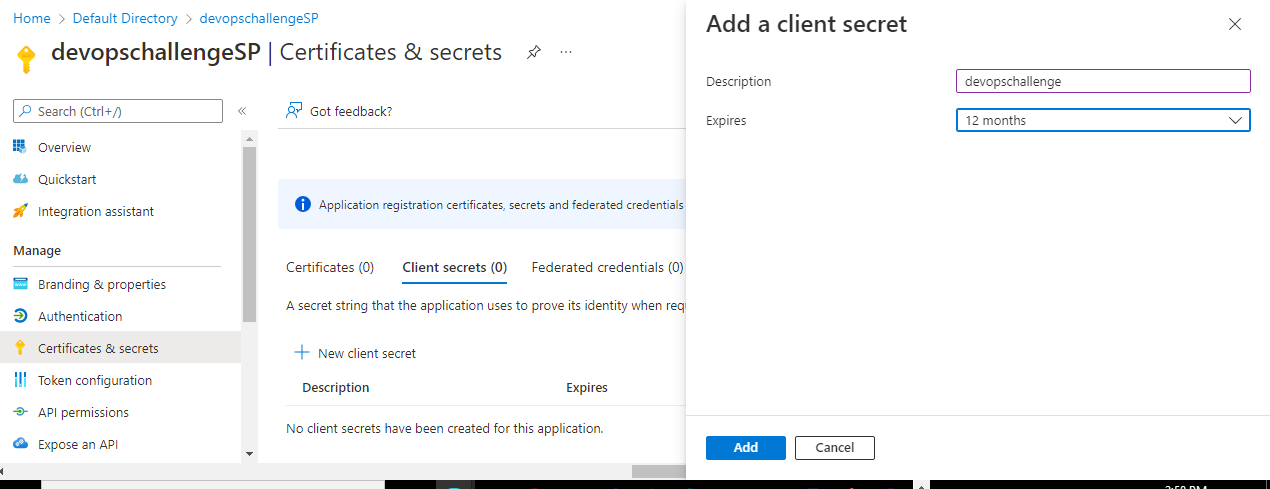 Home > Default Directory > devopschallengeSP
devopschallengeSP | Certificates & secrets
Search (Ctrl+/)
Overview
Quickstart
Integration assistant
Manage
Branding & properties
Authentication
Certificates & secrets
Token configuration
API permissions
Expose an API
Got feedback?
Application registration certificates, secrets and federated credentials
Certificates (0) Client secrets (0) Federated credentials (0)
A secret string that the application uses to prove its identity when
New client secret
Description Expires
No client secrets have been created for this application.
Add a client secret
Description devopschallenge
Expires 12 months
Add Cancel